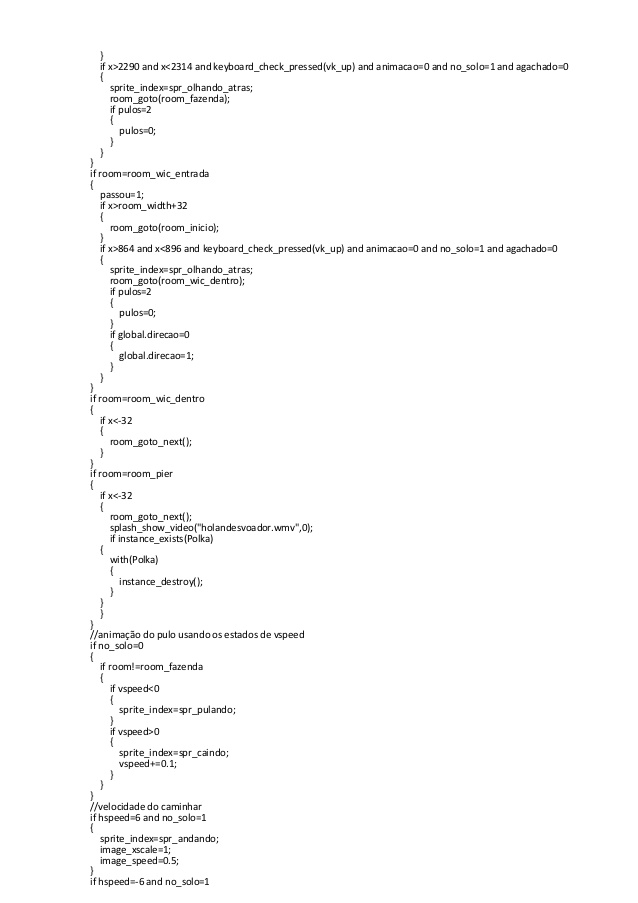 }
if x>2290 and x<2314 and keyboard_check_pressed(vk_up) and animacao=0 and no_solo=1 and agachado=0
{
sprite_index=spr_olhando_atras;
room_goto(room_fazenda);
if pulos=2
{
pulos=0;
}
}
}
if room=room_wic_entrada
{
passou=1;
if x>room_width+32
{
room_goto(room_inicio);
}
if x>864 and x<896 and keyboard_check_pressed(vk_up) and animacao=0 and no_solo=1 and agachado=0
{
sprite_index=spr_olhando_atras;
room_goto(room_wic_dentro);
if pulos=2
{
pulos=0;
}
if global.direcao=0
{
global.direcao=1;
}
}
}
if room=room_wic_dentro
{
if x<-32
{
room_goto_next();
}
}
if room=room_pier
{
if x<-32
{
room_goto_next();
splash_show_video("holandesvoador.wmv",0);
if instance_exists(Polka)
{
with(Polka)
{
instance_destroy();
}
}
}
}
//animação do pulo usando os estados de vspeed
if no_solo=0
{
if room!=room_fazenda
{
if vspeed<0
{
sprite_index=spr_pulando;
}
if vspeed>0
{
sprite_index=spr_caindo;
vspeed+=0.1;
}
}
}
//velocidade do caminhar
if hspeed=6 and no_solo=1
{
sprite_index=spr_andando;
image_xscale=1;
image_speed=0.5;
}
if hspeed=-6 and no_solo=1